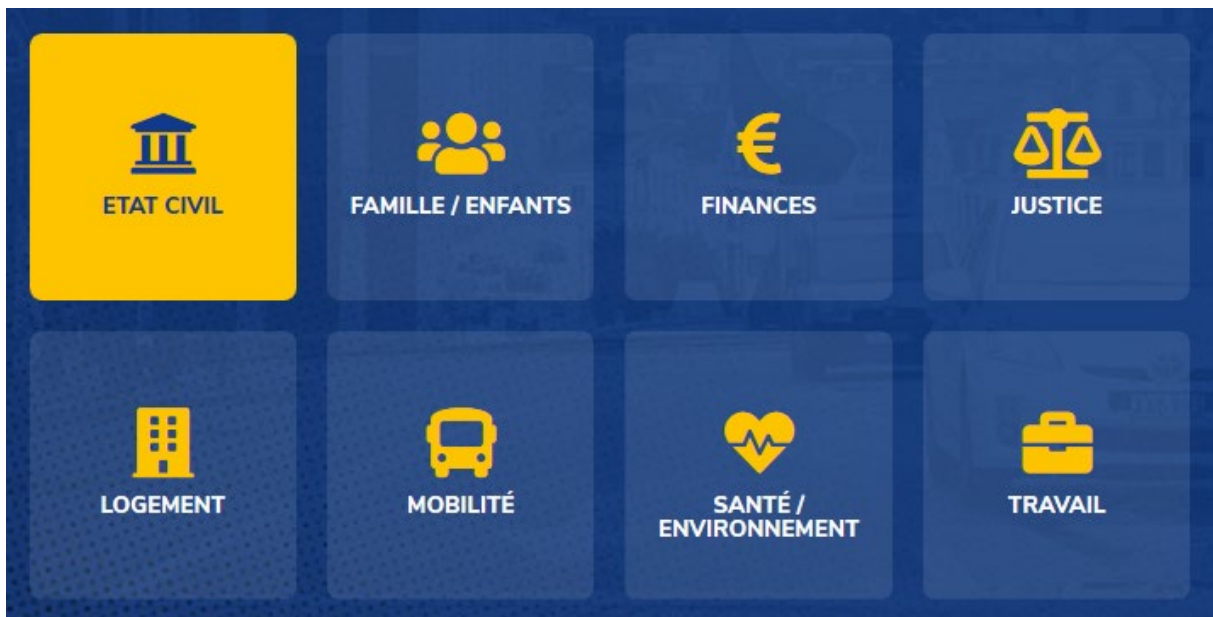 ETAT CIVIL
FAMILLE / ENFANTS
FINANCES
JUSTICE
LOGEMENT
MOBILITÉ
SANTÉ /
ENVIRONNEMENT
TRAVAIL